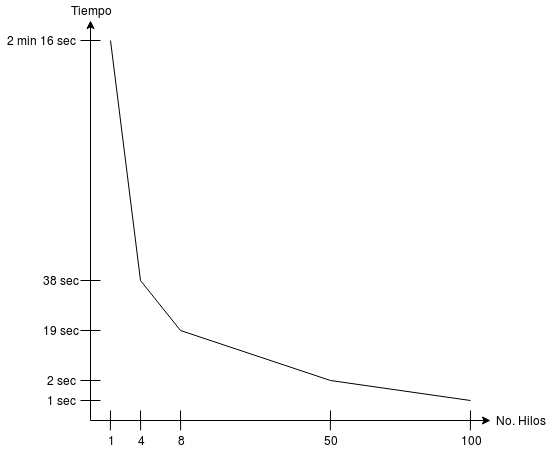 Tiempo
2 min 16 sec
38 sec
19 sec
2 sec
1 sec
No. Hilos
1 4 8 50 100